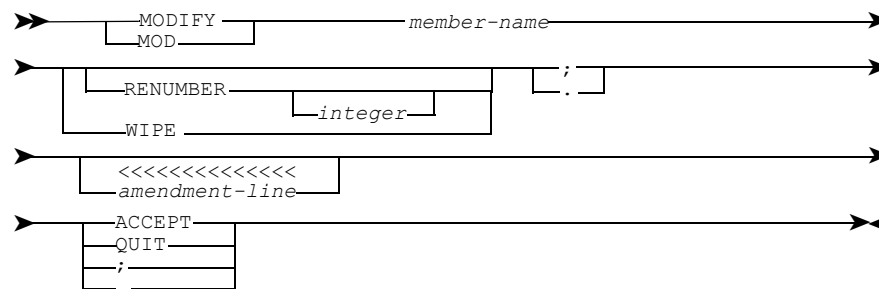 MODIFY member-name
MOD
;
RENUMBER .
integer
WIPE
<<<<<<<<<<<<<<
amendment-line
ACCEPT
QUIT
;
.